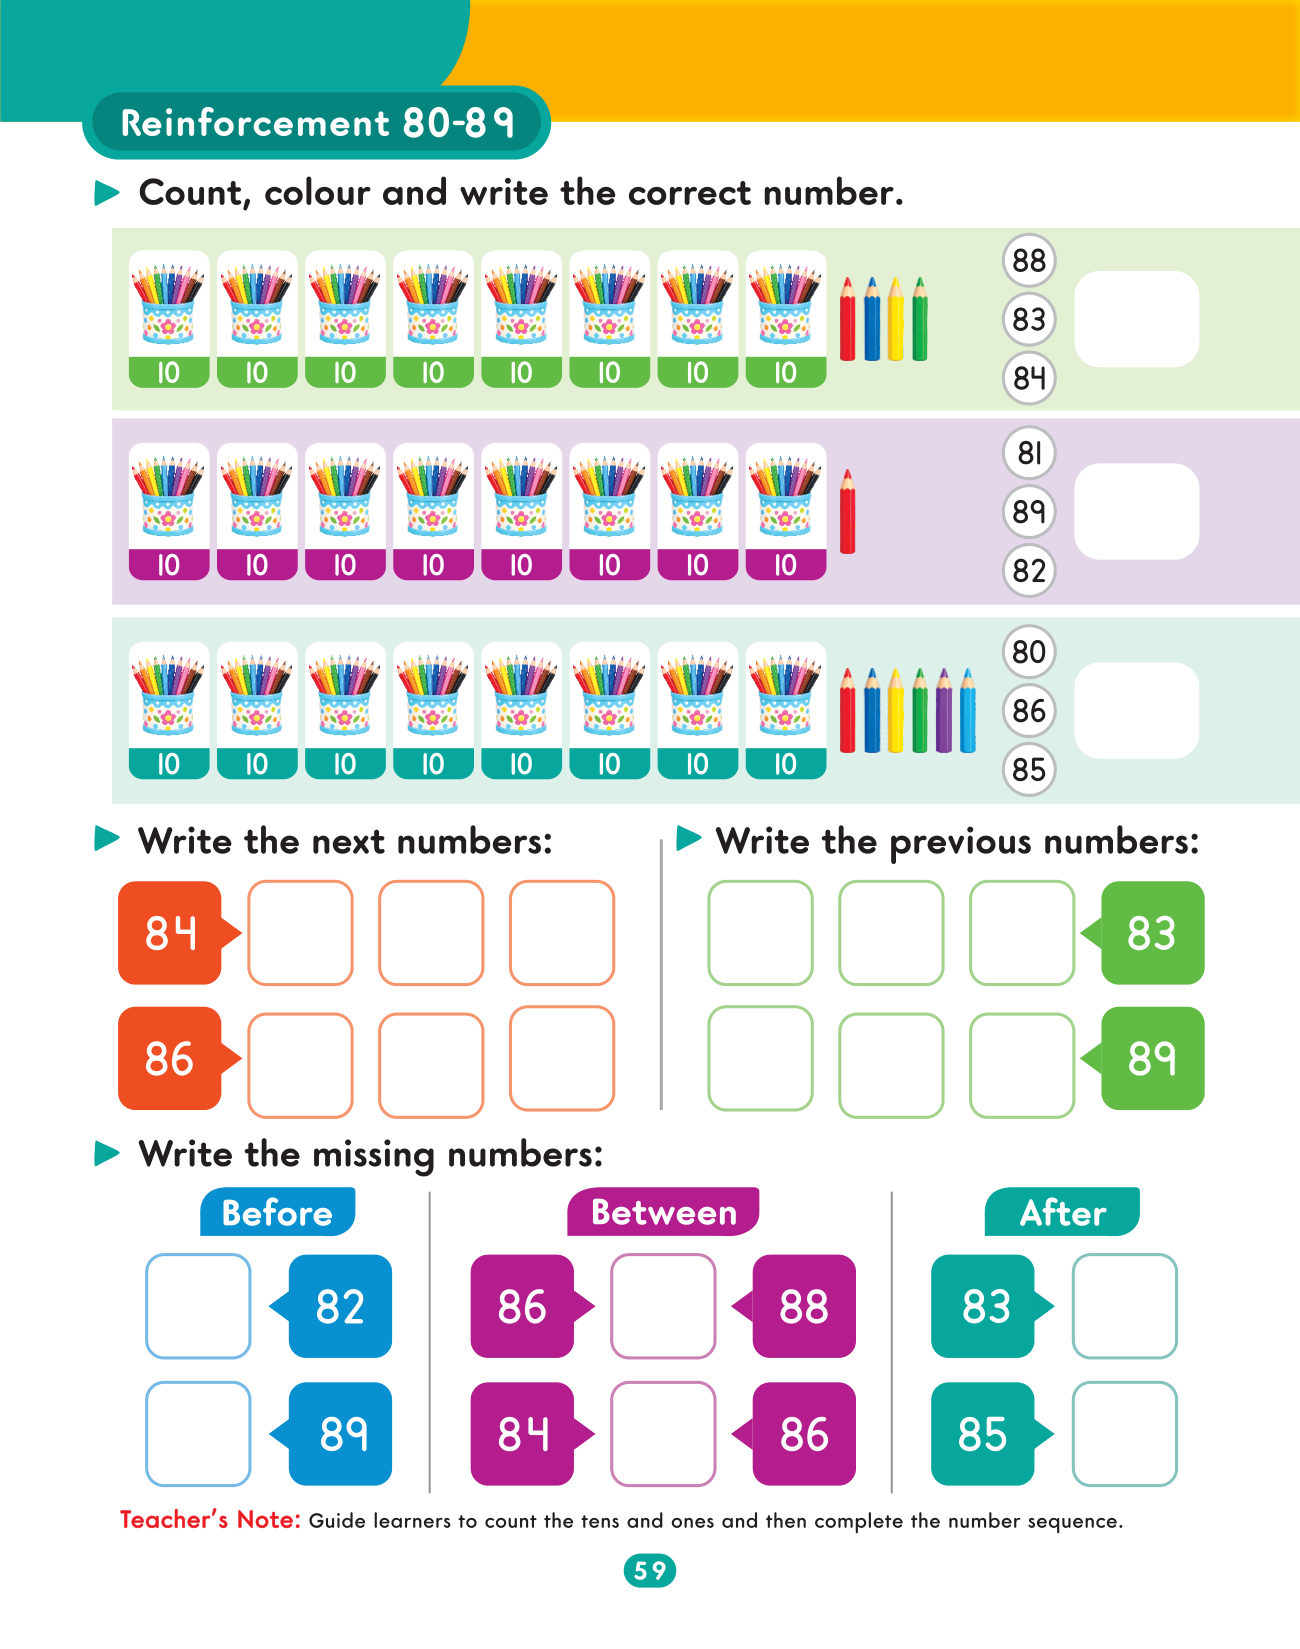 Reinforcement 80-89
Count, colour and write the correct number.
10 10 10 10 10 10 10 10
88
83
84
10 10 10 10 10 10 10 10
81
89
82
10 10 10 10 10 10 10 10
80
86
85
Write the next numbers:
84
86
Write the previous numbers:
83
89
Write the missing numbers:
Before
82
89
Between
86 88
84 86
After
83
85
Teacher's Note: Guide learners to count the tens and ones and then complete the number sequence.
59